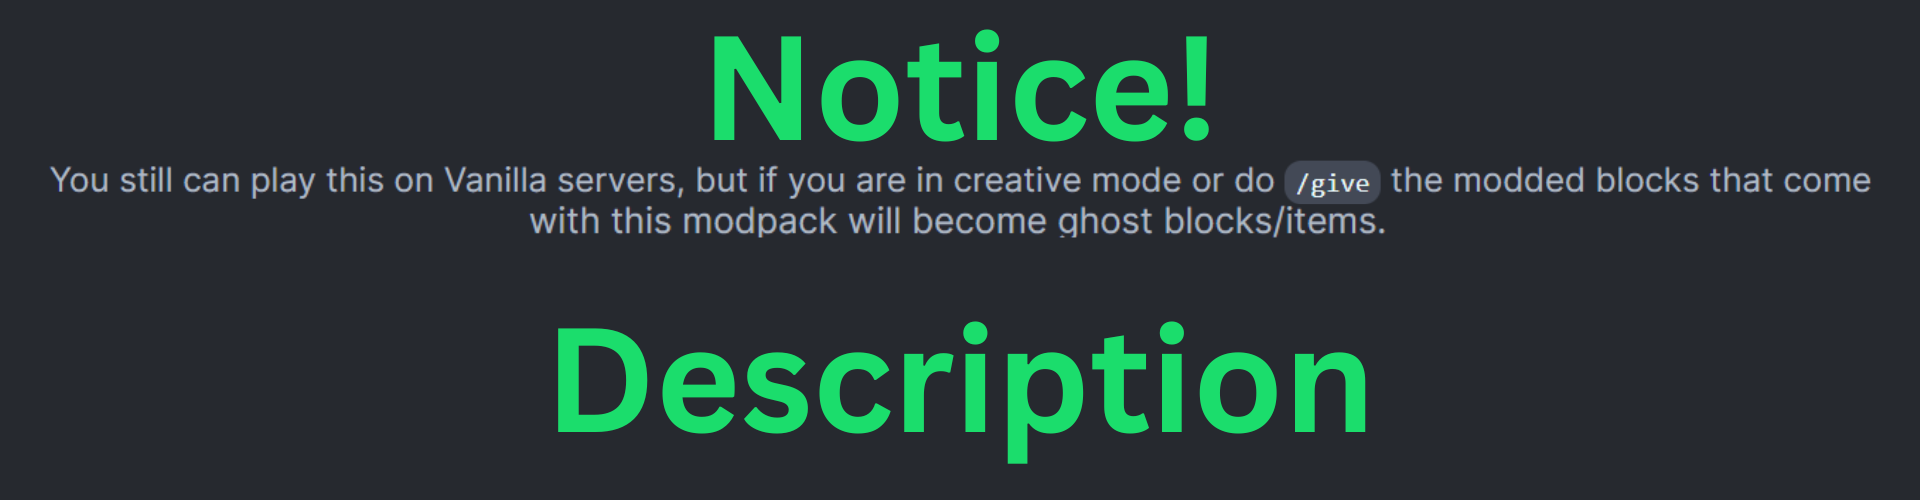 Notice!
You still can play this on Vanilla servers, but if you are in creative mode or do /give the modded blocks that come
with this modpack will become ghost blocks/items.
Description